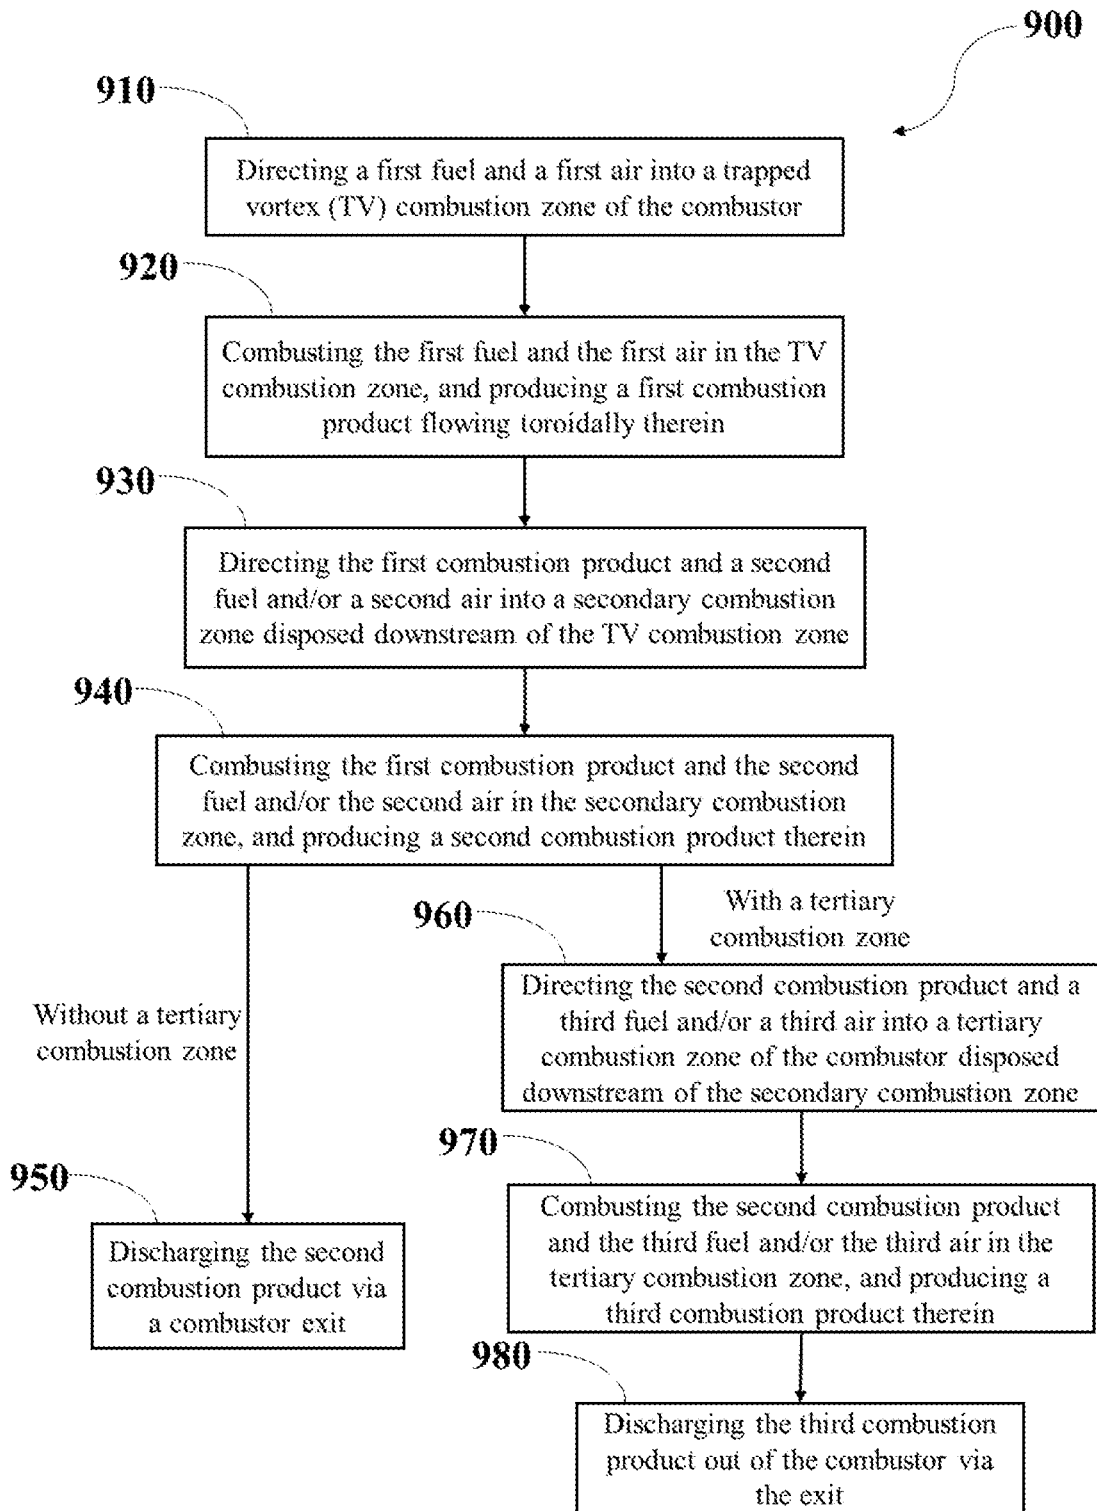 900
910
Directing a first fuel and a first air into a trapped
vortex (TV) combustion zone of the combustor
920
Combusting the first fuel and the first air in the TV
combustion zone, and producing a first combustion
product flowing toroidally therein
930
Directing the first combustion product and a second
fuel and/or a second air into a secondary combustion
zone disposed downstream of the TV combustion zone
940
Combusting the first combustion product and the second
fuel and/or the second air in the secondary combustion
zone, and producing a second combustion product therein
With a tertiary
combustion zone
960
Directing the second combustion product and a
third fuel and/or a third air into a tertiary
combustion zone of the combustor disposed
downstream of the secondary combustion zone
Without a tertiary
combustion zone
970
Combusting the second combustion product
and the third fuel and/or the third air in the
tertiary combustion zone, and producing a
third combustion product therein
950
Discharging the second
combustion product via
a combustor exit
980
Discharging the third combustion
product out of the combustor via
the exit